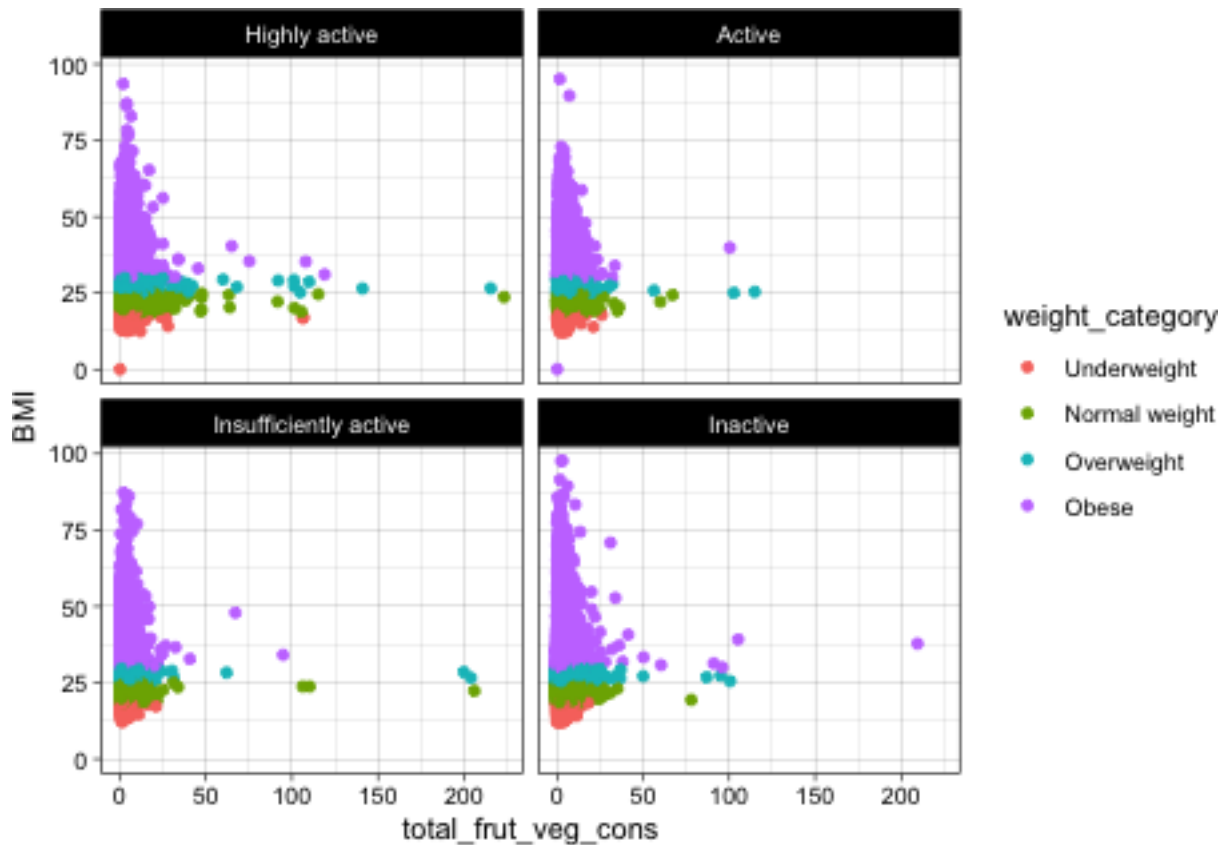 Highly active
Active
100
75
50
25
0
Insufficiently active
Inactive
100
75
50
25
0
0 50 100 150 200
0 50 100 150 200
BMI
total_frut_veg_cons
weight_category
Underweight
Normal weight
Overweight
Obese